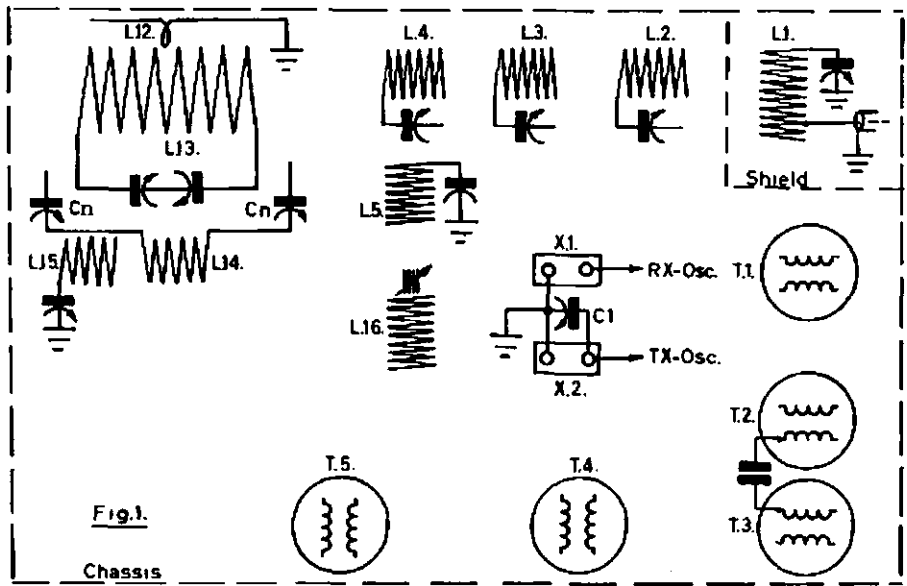 L.12.
L.4.
L.3.
L.2.
L.1.
L.13.
Shield
Cn
Cn
L.5.
L.15.
L.14.
X.1.
RX-Osc.
T.1.
C1
L.16.
TX-Osc.
X.2.
T.2.
T.5.
T.4.
T.3.
Fig.1.
Chassis